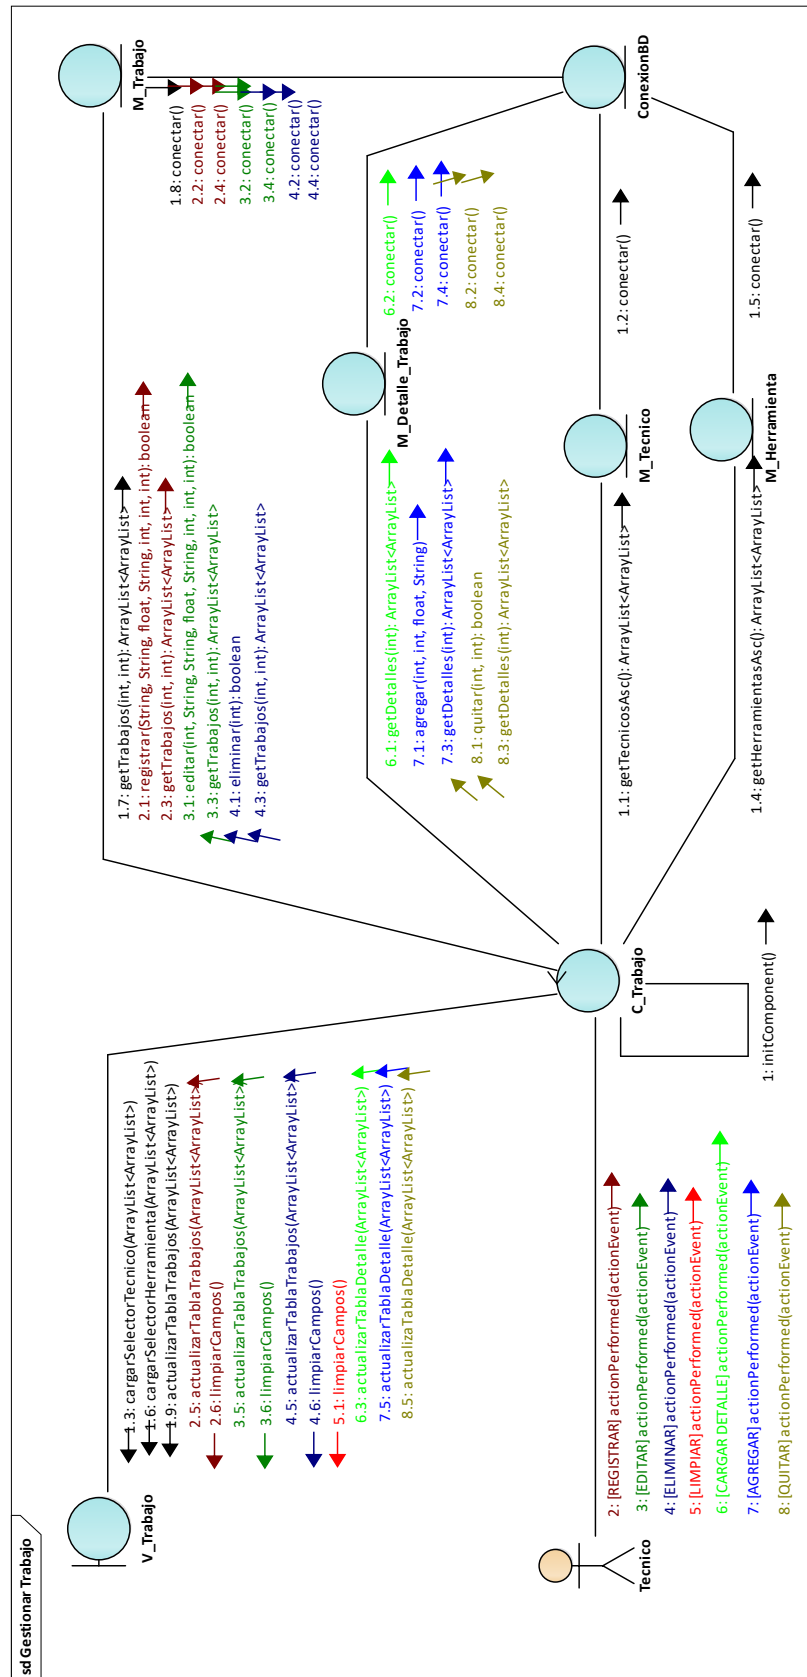 sd Gestionar Trabajo
V_Trabajo
1.3: cargarSelectorTecnico(ArrayList<ArrayList>)
1.6: cargarSelectorHerramienta(ArrayList<ArrayList>)
1.9: actualizarTablaTrabajos(ArrayList<ArrayList>)
2.5: actualizarTablaTrabajos(ArrayList<ArrayList>)
2.6: limpiarCampos()
3.5: actualizarTablaTrabajos(ArrayList<ArrayList>)
3.6: limpiarCampos()
4.5: actualizarTablaTrabajos(ArrayList<ArrayList>)
4.6: limpiarCampos()
5.1: limpiarCampos()
6.3: actualizarTablaDetalle(ArrayList<ArrayList>)
7.5: actualizarTablaDetalle(ArrayList<ArrayList>)
8.5: actualizaTablaDetalle(ArrayList<ArrayList>)
Tecnico
2: [REGISTRAR] actionPerformed(actionEvent)
3: [EDITAR] actionPerformed(actionEvent)
4: [ELIMINAR] actionPerformed(actionEvent)
5: [LIMPIAR] actionPerformed(actionEvent)
6: [CARGAR DETALLE] actionPerformed(actionEvent)
7: [AGREGAR] actionPerformed(actionEvent)
8: [QUITAR] actionPerformed(actionEvent)
C_Trabajo
1: initComponent()
1.7: getTrabajos(int, int): ArrayList<ArrayList>
2.1: registrar(String, String, float, String, int, int, int): boolean
2.3: getTrabajos(int, int): ArrayList<ArrayList>
3.1: editar(int, String, String, float, String, int, int, int): boolean
3.3: getTrabajos(int, int): ArrayList<ArrayList>
4.1: eliminar(int): boolean
4.3: getTrabajos(int, int): ArrayList<ArrayList>
6.1: getDetalles(int): ArrayList<ArrayList>
7.1: agregar(int, int, float, String)
7.3: getDetalles(int): ArrayList<ArrayList>
8.1: quitar(int, int): boolean
8.3: getDetalles(int): ArrayList<ArrayList>
1.1: getTecnicosAsc(): ArrayList<ArrayList>
1.4: getHerramientasAsc(): ArrayList<ArrayList>
M_Trabajo
1.8: conectar()
2.2: conectar()
2.4: conectar()
3.2: conectar()
3.4: conectar()
4.2: conectar()
4.4: conectar()
M_Detalle_Trabajo
6.2: conectar()
7.2: conectar()
7.4: conectar()
8.2: conectar()
8.4: conectar()
M_Tecnico
1.2: conectar()
M_Herramienta
1.5: conectar()
ConexionBD